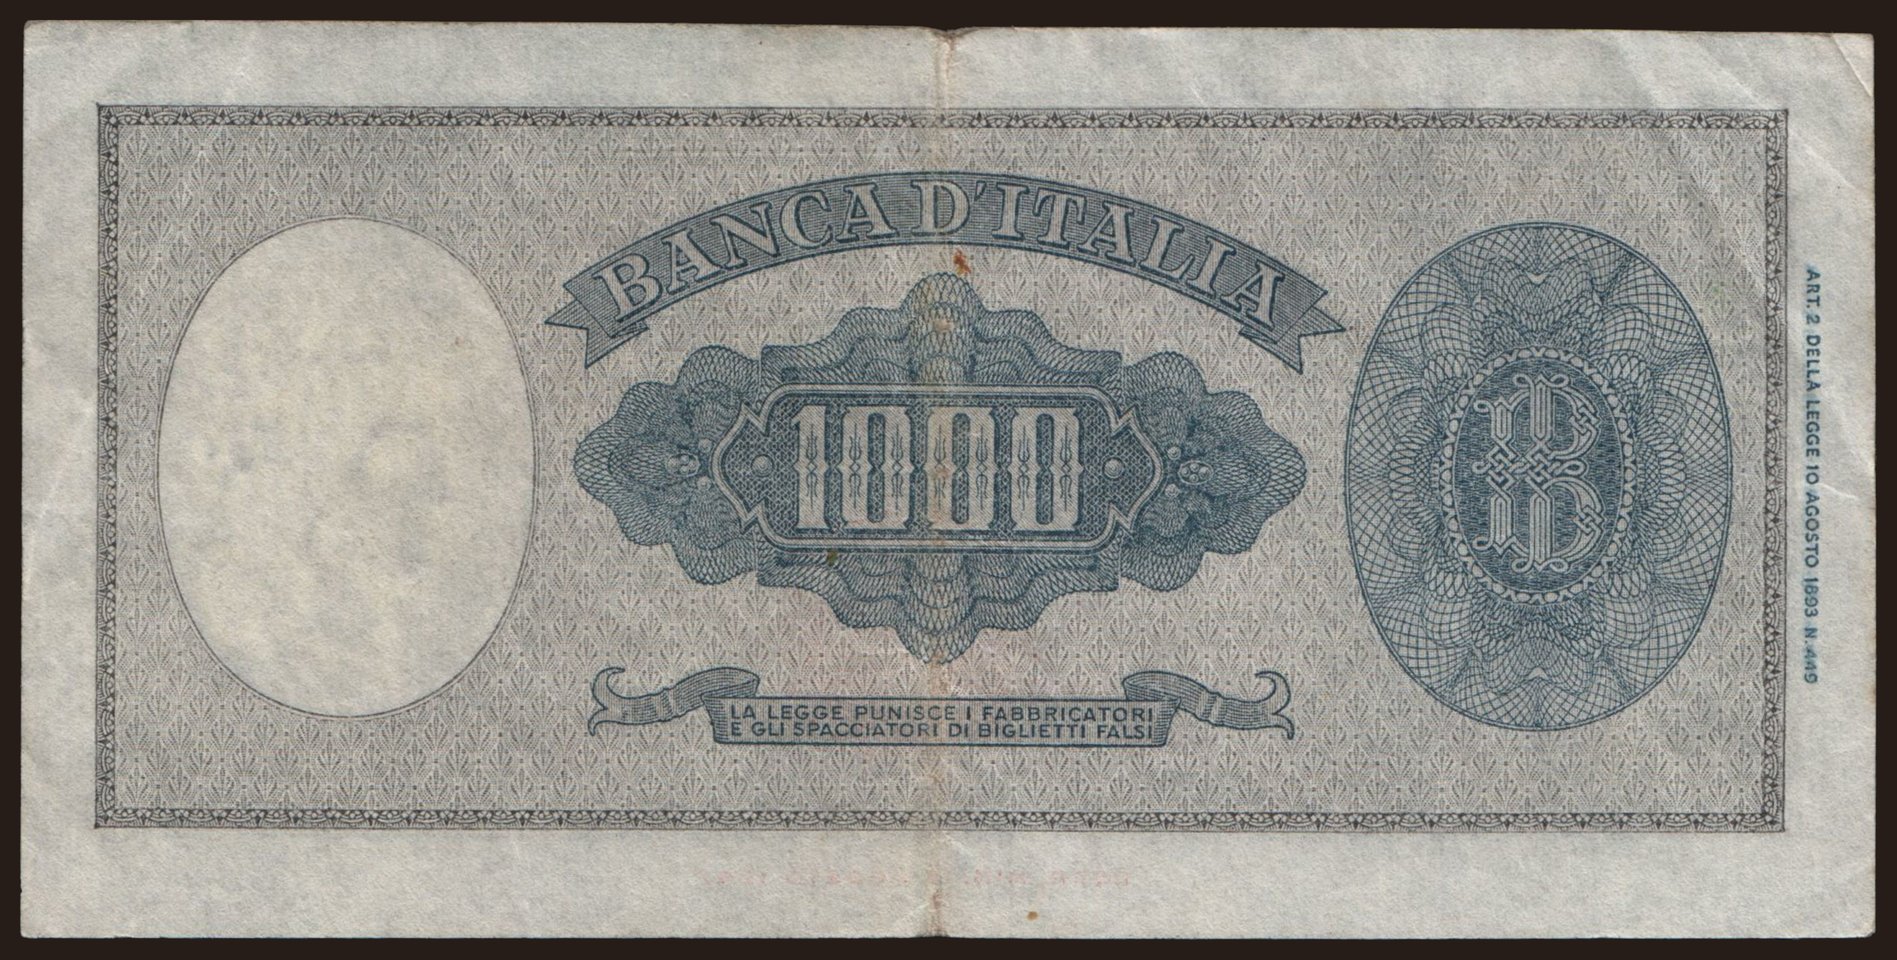 BANCA D'ITALIA
1000
B
LA LEGGE PUNISCE I FABBRICATORI
E GLI SPACCIATORI DI BIGLIETTI FALSI
ART. 2 DELLA LEGGE 10 AGOSTO 1893 N. 449